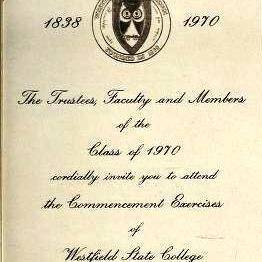 1838 1970
The Trustees, Faculty and Members
of the
Class of 1970
cordially invite you to attend
the Commencement Exercises
of
Westfield State College